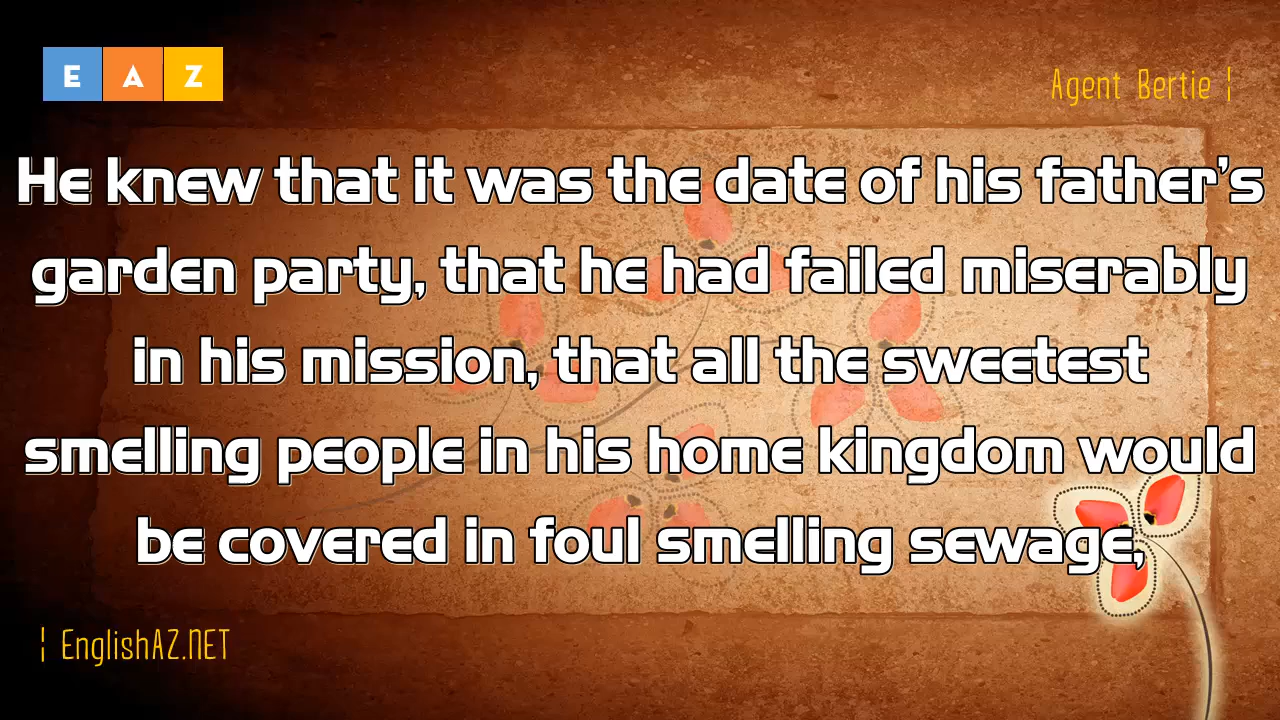 E A Z
Agent Bertie ¦
He knew that it was the date of his father's
garden party, that he had failed miserably
in his mission, that all the sweetest
smelling people in his home kingdom would
be covered in foul smelling sewage,
¦ EnglishAZ.NET